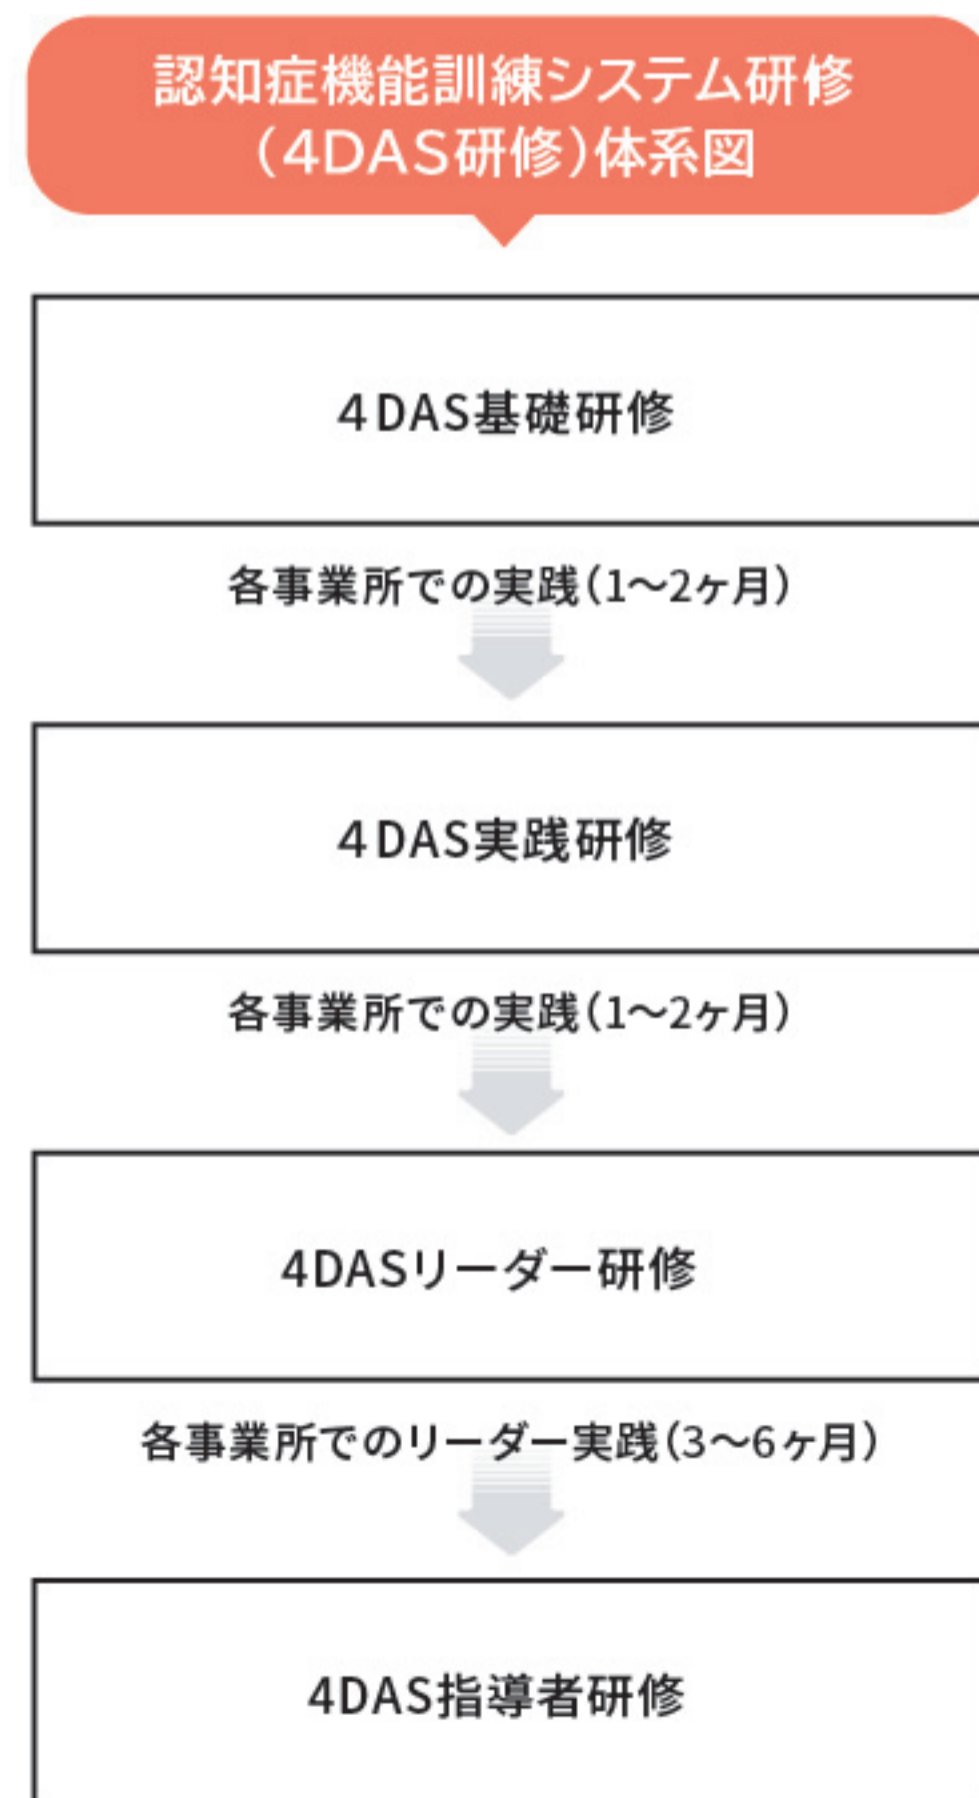 認知症機能訓練システム研修
（4DAS研修）体系図
４DAS基礎研修
各事業所での実践（1〜2ヶ月）
４DAS実践研修
各事業所での実践（1〜2ヶ月）
4DASリーダー研修
各事業所でのリーダー実践（3〜6ヶ月）
4DAS指導者研修